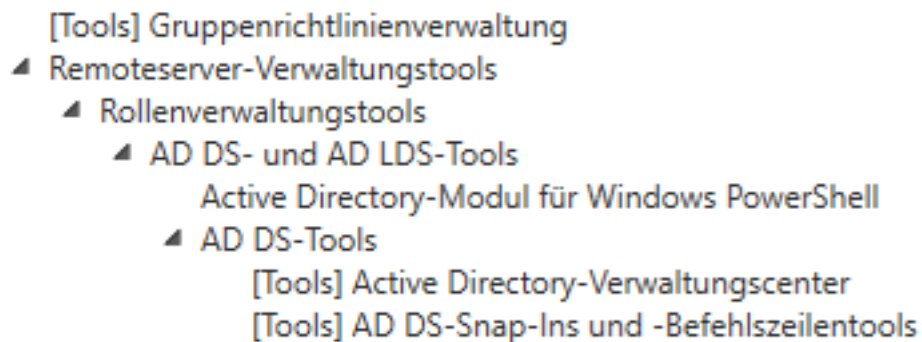 [Tools] Gruppenrichtlinienverwaltung
Remoteserver-Verwaltungstools
Rollenverwaltungstools
AD DS- und AD LDS-Tools
Active Directory-Modul für Windows PowerShell
AD DS-Tools
[Tools] Active Directory-Verwaltungscenter
[Tools] AD DS-Snap-Ins und -Befehlszeilentools